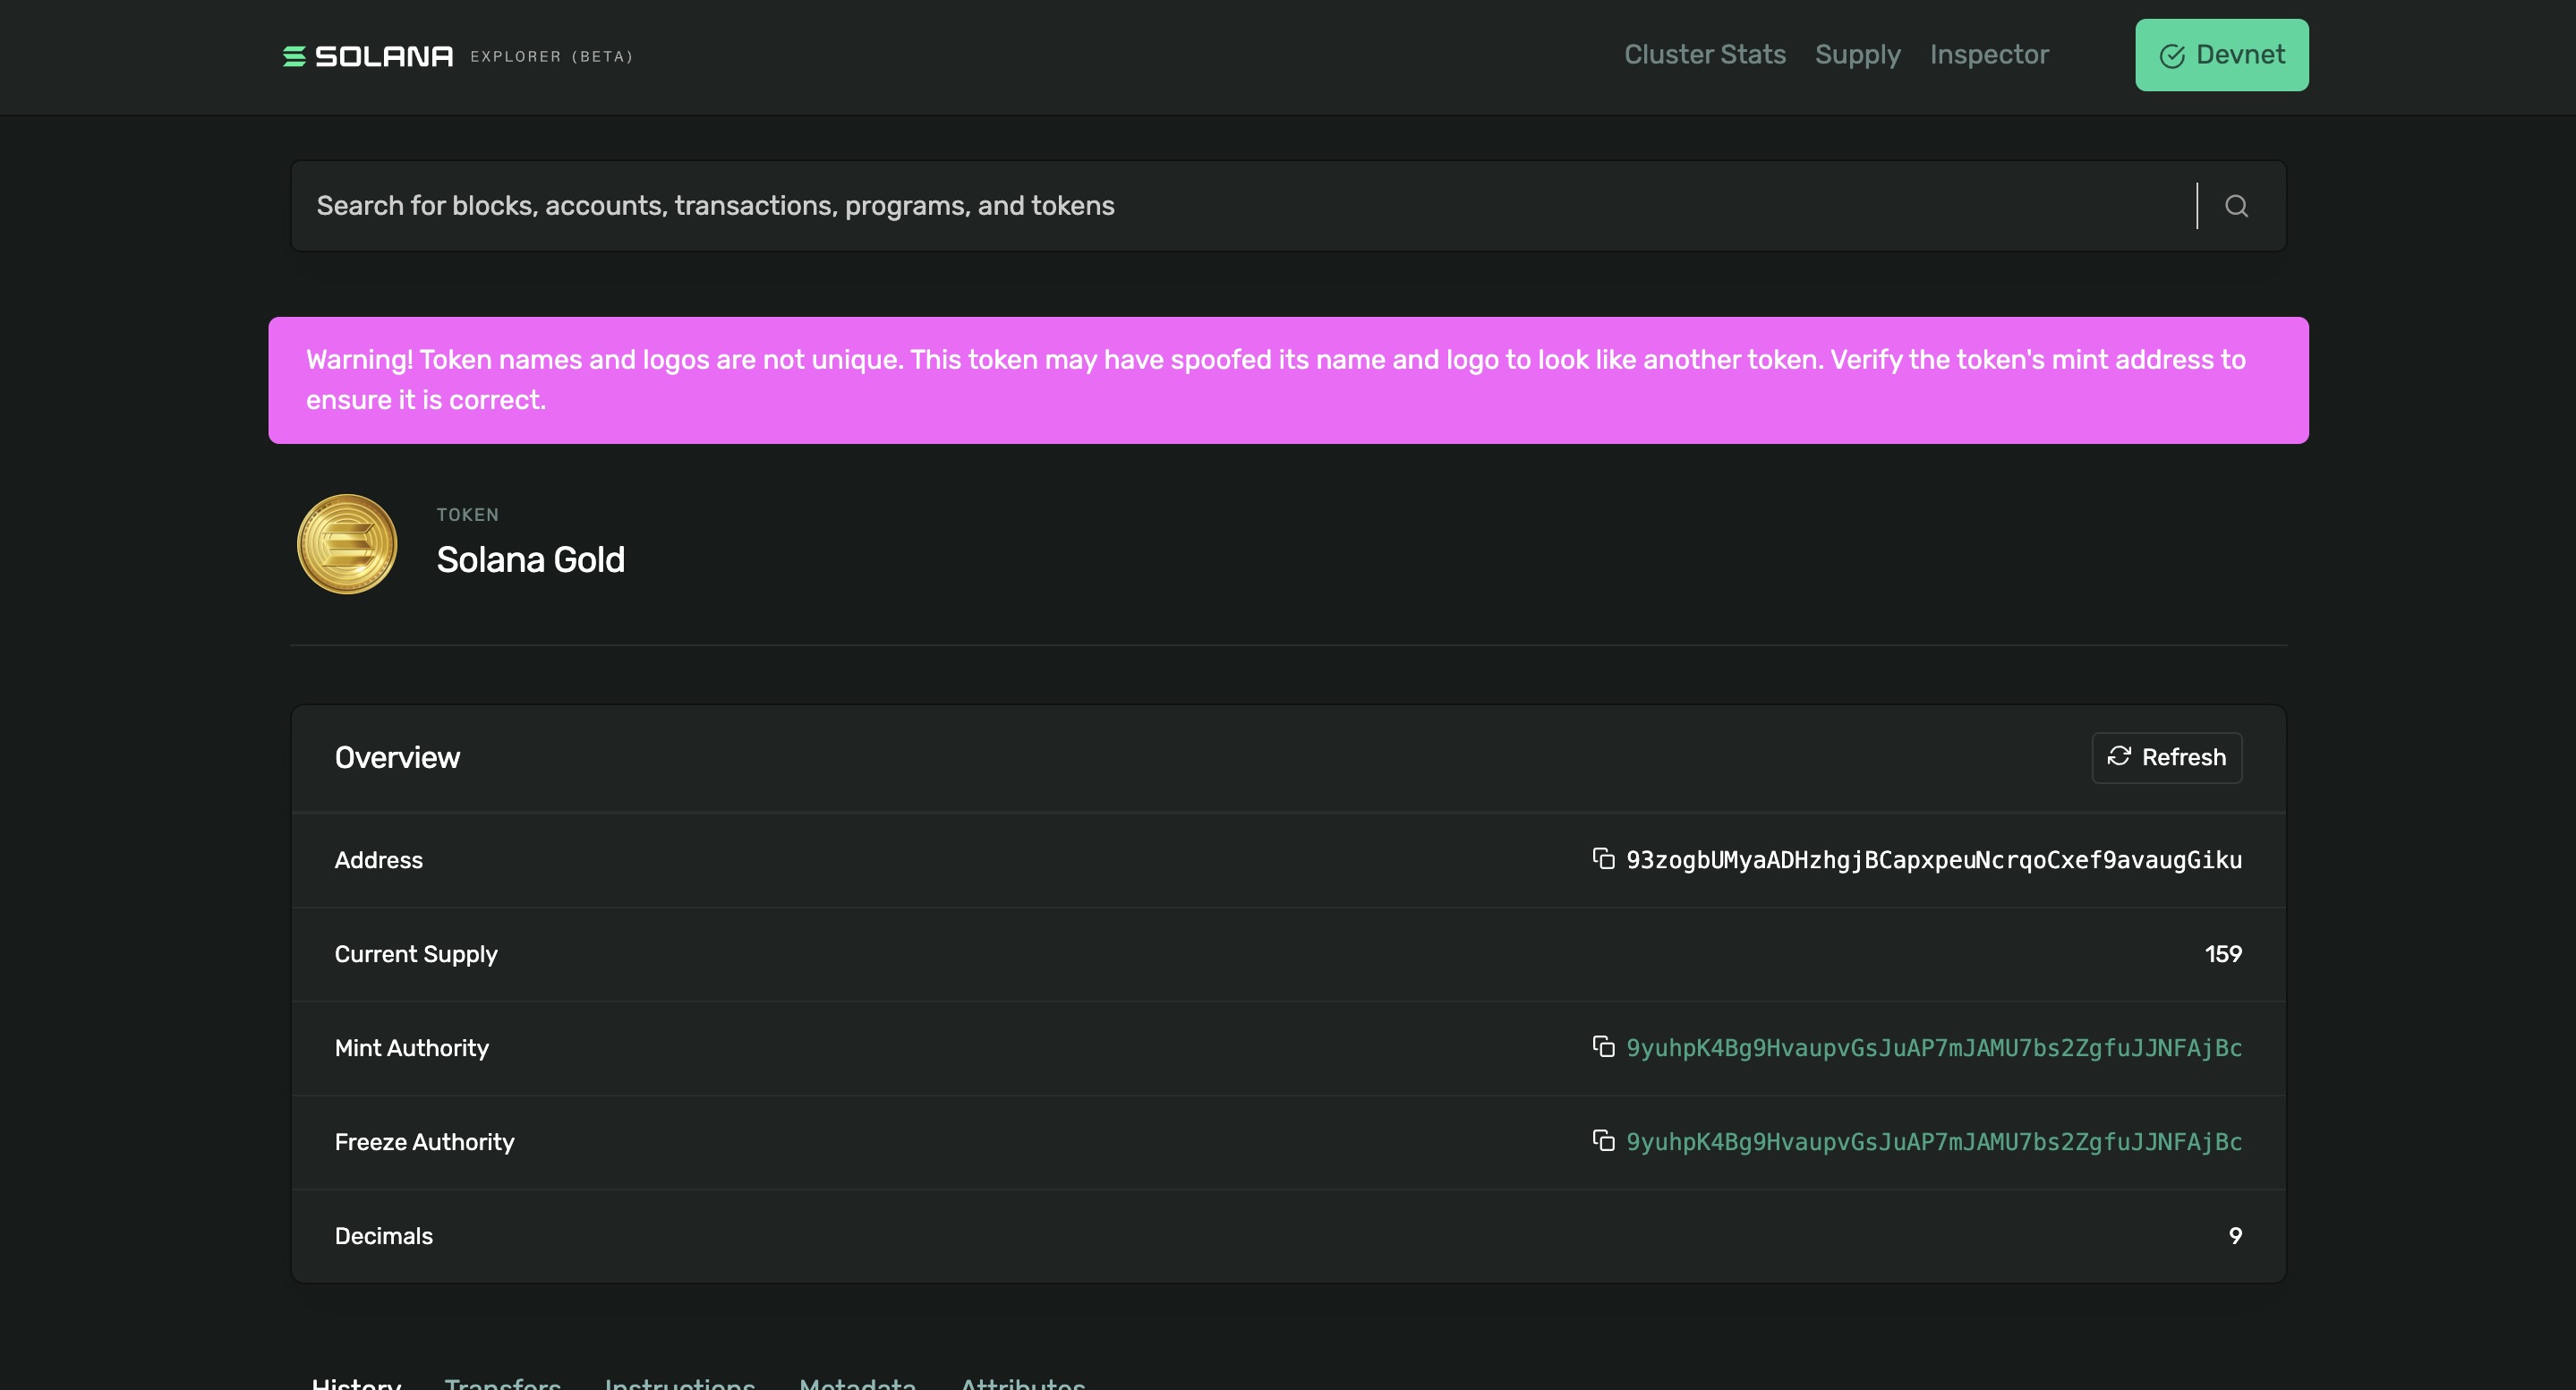 SOLANA EXPLORER (BETA)
Cluster Stats Supply Inspector Devnet
Search for blocks, accounts, transactions, programs, and tokens
Warning! Token names and logos are not unique. This token may have spoofed its name and logo to look like another token. Verify the token's mint address to
ensure it is correct.
TOKEN
Solana Gold
Overview
Refresh
Address 93zogbUMyaADHzhgjBCapxpeuNcrqoCxef9avaugGiku
Current Supply 159
Mint Authority 9yuhpK4Bg9HvaupvGsJuAP7mJAMU7bs2ZgfuJJNFAjBc
Freeze Authority 9yuhpK4Bg9HvaupvGsJuAP7mJAMU7bs2ZgfuJJNFAjBc
Decimals 9
History Transfers Instructions Metadata Attributes